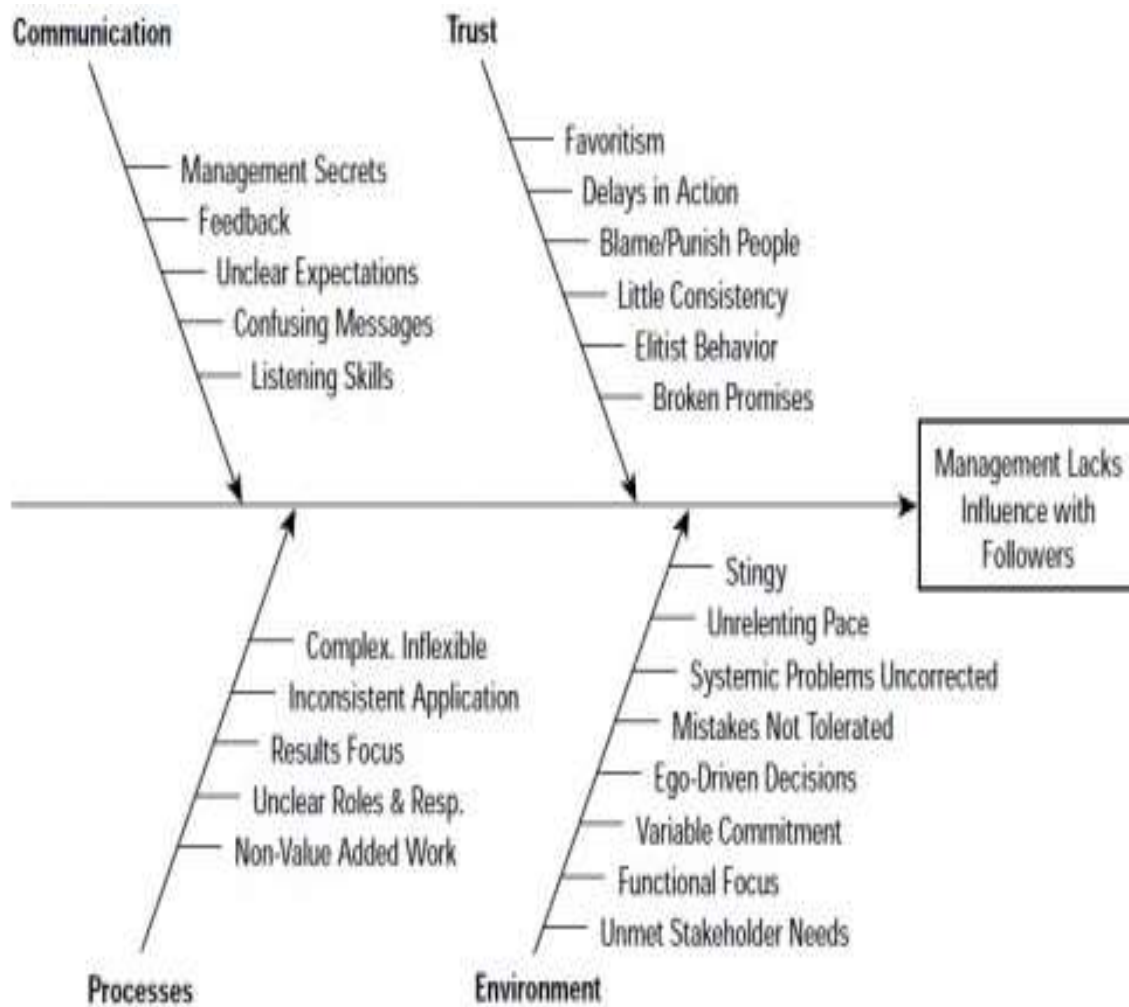 Communication
Management Secrets
Feedback
Unclear Expectations
Confusing Messages
Listening Skills
Trust
Favoritism
Delays in Action
Blame/Punish People
Little Consistency
Elitist Behavior
Broken Promises
Management Lacks
Influence with
Followers
Complex. Inflexible
Inconsistent Application
Results Focus
Unclear Roles & Resp.
Non-Value Added Work
Processes
Stingy
Unrelenting Pace
Systemic Problems Uncorrected
Mistakes Not Tolerated
Ego-Driven Decisions
Variable Commitment
Functional Focus
Unmet Stakeholder Needs
Environment